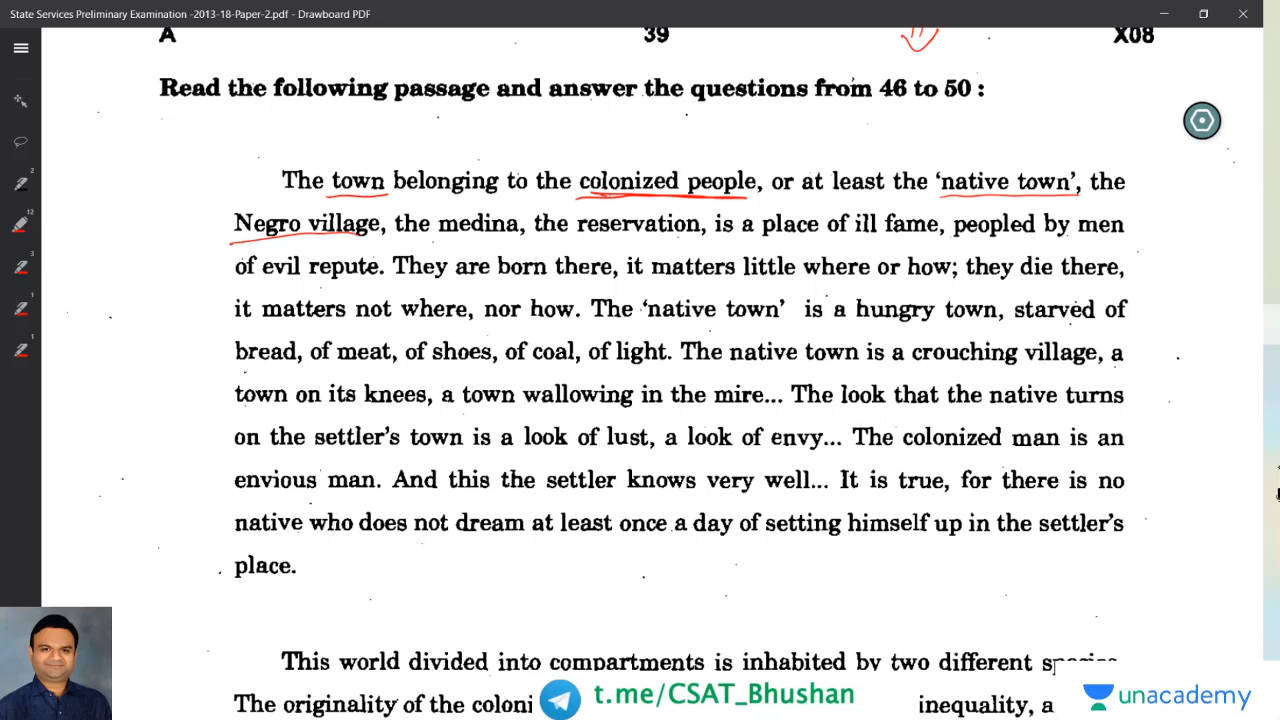 State Services Preliminary Examination -2013-18-Paper-2.pdf - Drawboard PDF
A 39 X08
Read the following passage and answer the questions from 46 to 50 :
The town belonging to the colonized people, or at least the ‘native town’, the
Negro village, the medina, the reservation, is a place of ill fame, peopled by men
of evil repute. They are born there, it matters little where or how; they die there,
it matters not where, nor how. The ‘native town’ is a hungry town, starved of
bread, of meat, of shoes, of coal, of light. The native town is a crouching village, a
town on its knees, a town wallowing in the mire... The look that the native turns
on the settler’s town is a look of lust, a look of envy... The colonized man is an
envious man. And this the settler knows very well... It is true, for there is no
native who does not dream at least once a day of setting himself up in the settler’s
place.
This world divided into compartments is inhabited by two different
The originality of the coloni inequality, a
t.me/CSAT_Bhushan
unacademy
2
12
3
1
1